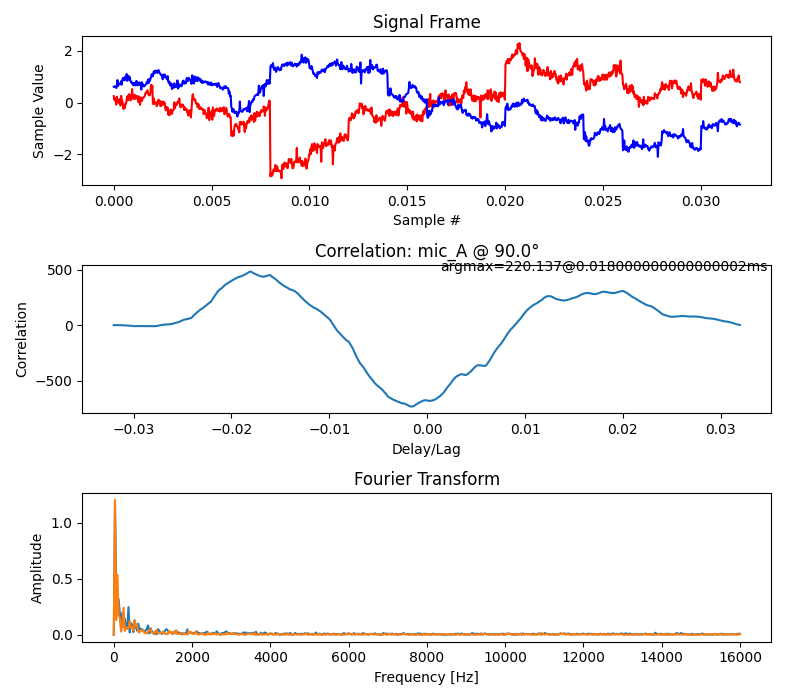 Signal Frame
Sample Value
2
0
−2
0.000 0.005 0.010 0.015 0.020 0.025 0.030
Sample #
Correlation: mic_A @ 90.0°
argmax=220.137@0.018000000000000002ms
Correlation
500
0
−500
−0.03 −0.02 −0.01 0.00 0.01 0.02 0.03
Delay/Lag
Fourier Transform
Amplitude
1.0
0.5
0.0
0 2000 4000 6000 8000 10000 12000 14000 16000
Frequency [Hz]